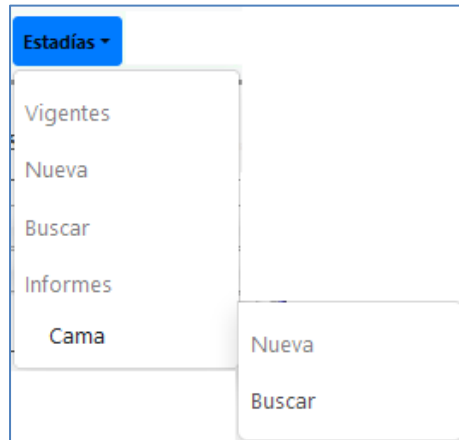 Estadías
Vigentes
Nueva
Buscar
Informes
Cama
Nueva
Buscar